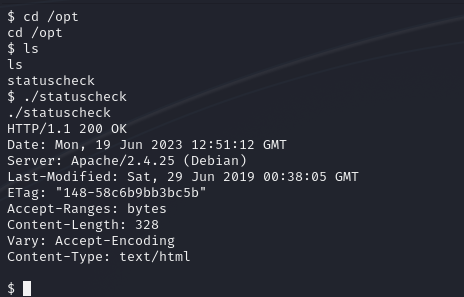 $ cd /opt
cd /opt
$ ls
ls
statuscheck
$ ./statuscheck
./statuscheck
HTTP/1.1 200 OK
Date: Mon, 19 Jun 2023 12:51:12 GMT
Server: Apache/2.4.25 (Debian)
Last-Modified: Sat, 29 Jun 2019 00:38:05 GMT
ETag: "148-58c6b9bb3bc5b"
Accept-Ranges: bytes
Content-Length: 328
Vary: Accept-Encoding
Content-Type: text/html
$